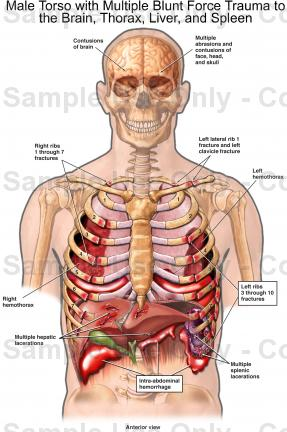 Male Torso with Multiple Blunt Force Trauma to
the Brain, Thorax, Liver, and Spleen
Contusions
of brain
Multiple
abrasions and
contusions of
face, head,
and skull
Right ribs
1 through 7
fractures
Left lateral rib 1
fracture and left
clavicle fracture
Left
hemothorax
Left ribs
3 through 10
fractures
Right
hemothorax
Multiple hepatic
lacerations
Multiple
splenic
lacerations
Intra-abdominal
hemorrhage
Anterior view